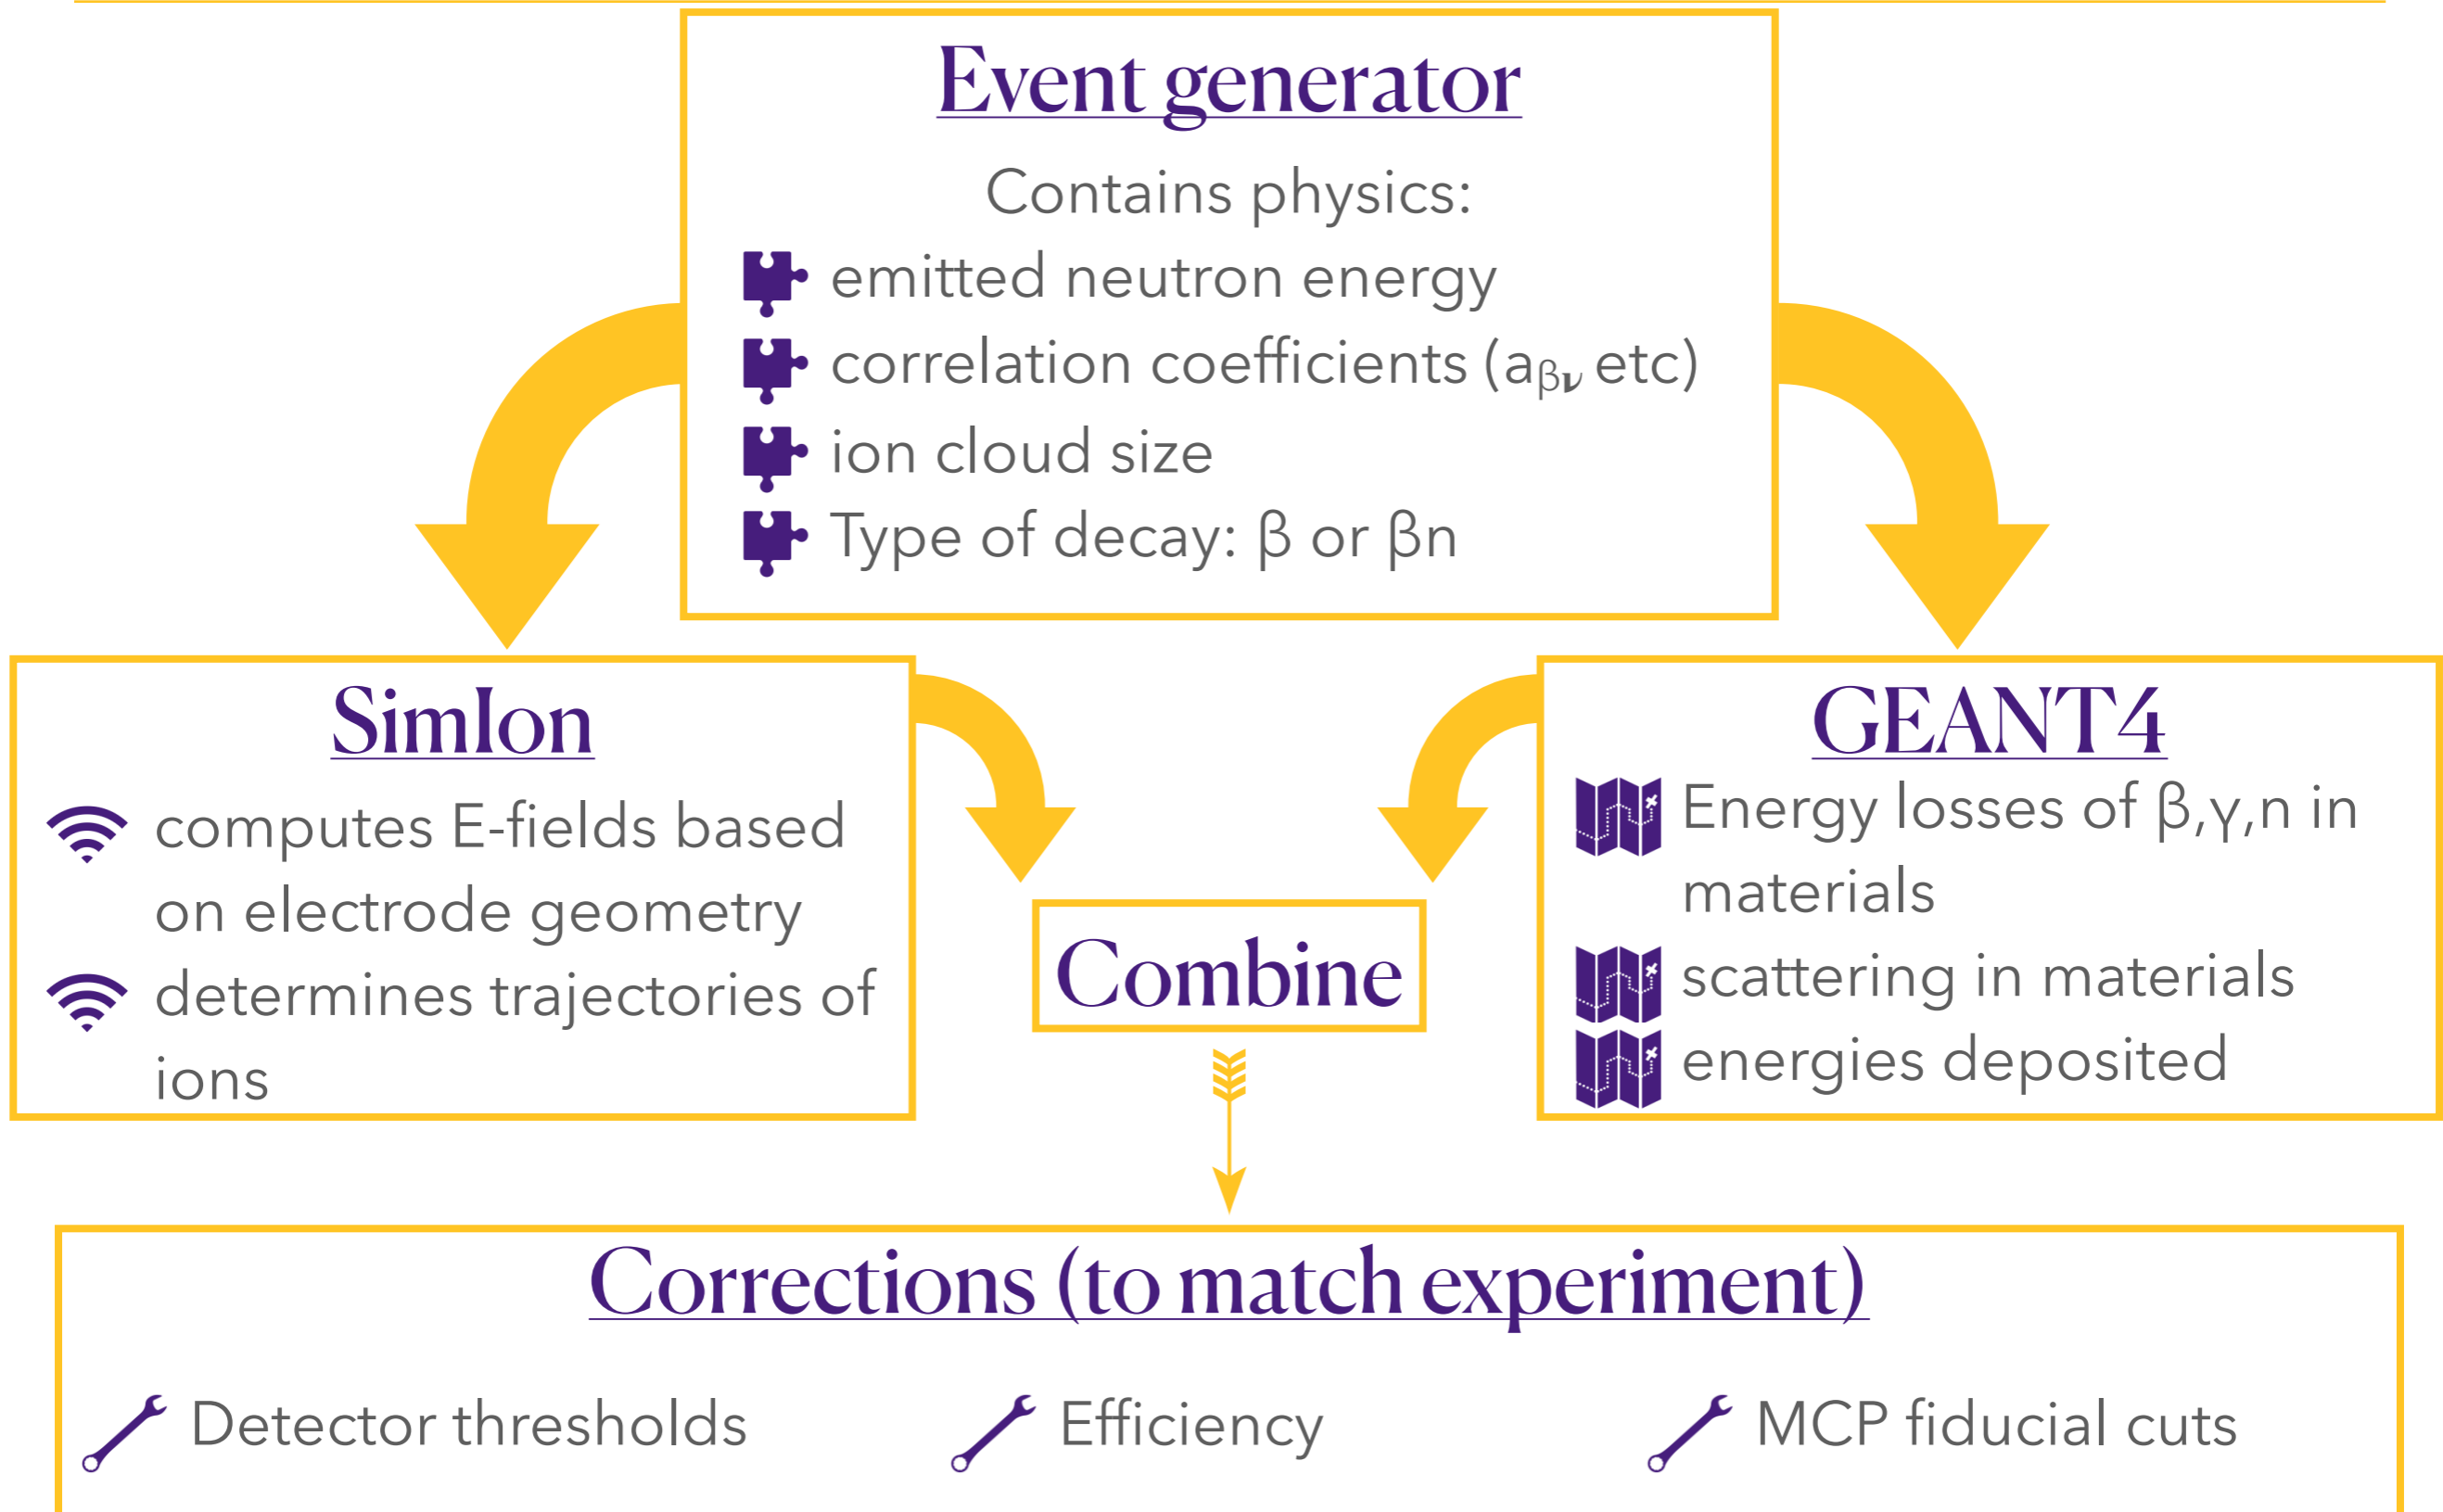 Event generator
Contains physics:
emitted neutron energy
correlation coefficients (aβν etc)
ion cloud size
Type of decay: β or βn
SimIon
computes E-fields based
on electrode geometry
determines trajectories of
ions
GEANT4
Energy losses of β,γ,n in
materials
scattering in materials
energies deposited
Combine
Corrections (to match experiment)
Detector thresholds
Efficiency
MCP fiducial cuts